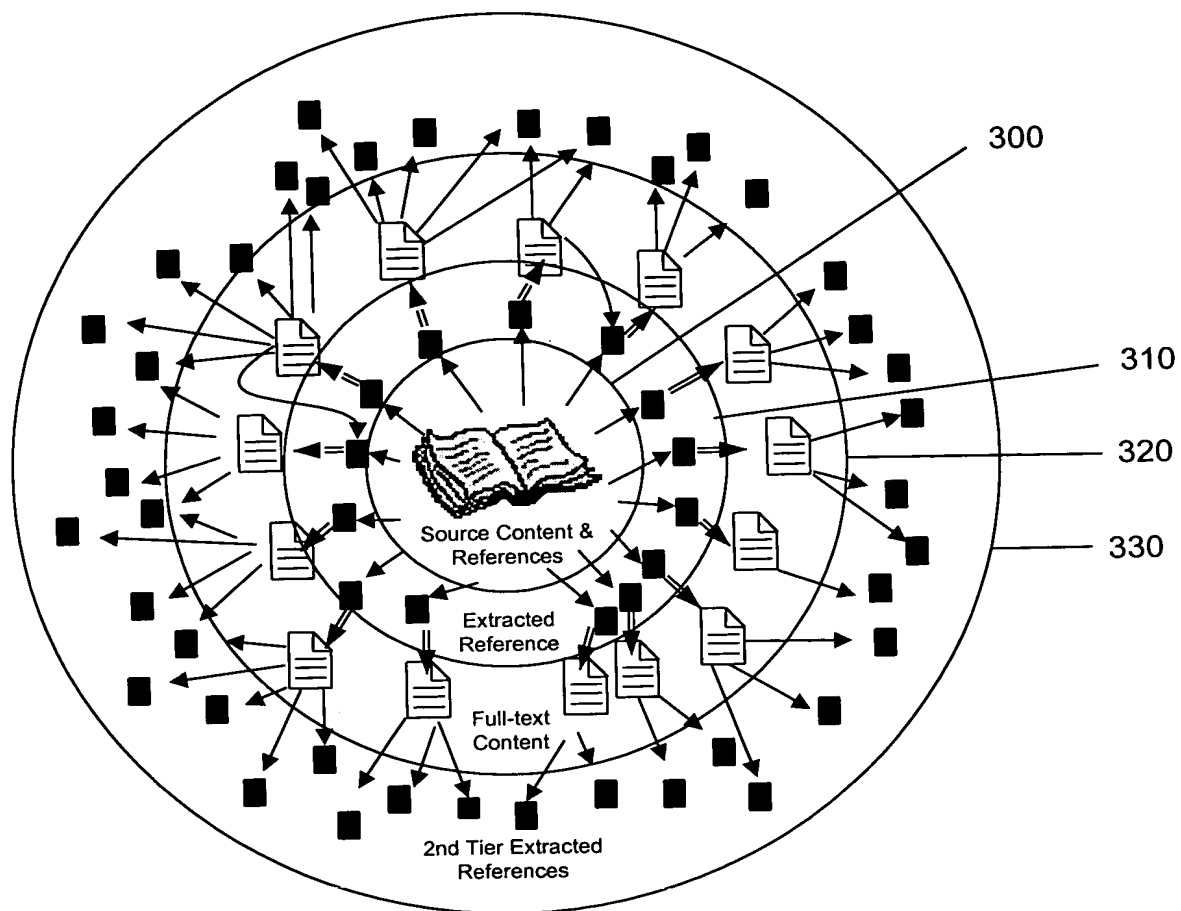 300
310
320
330
Source Content &
References
Extracted
Reference
Full-text
Content
2nd Tier Extracted
References